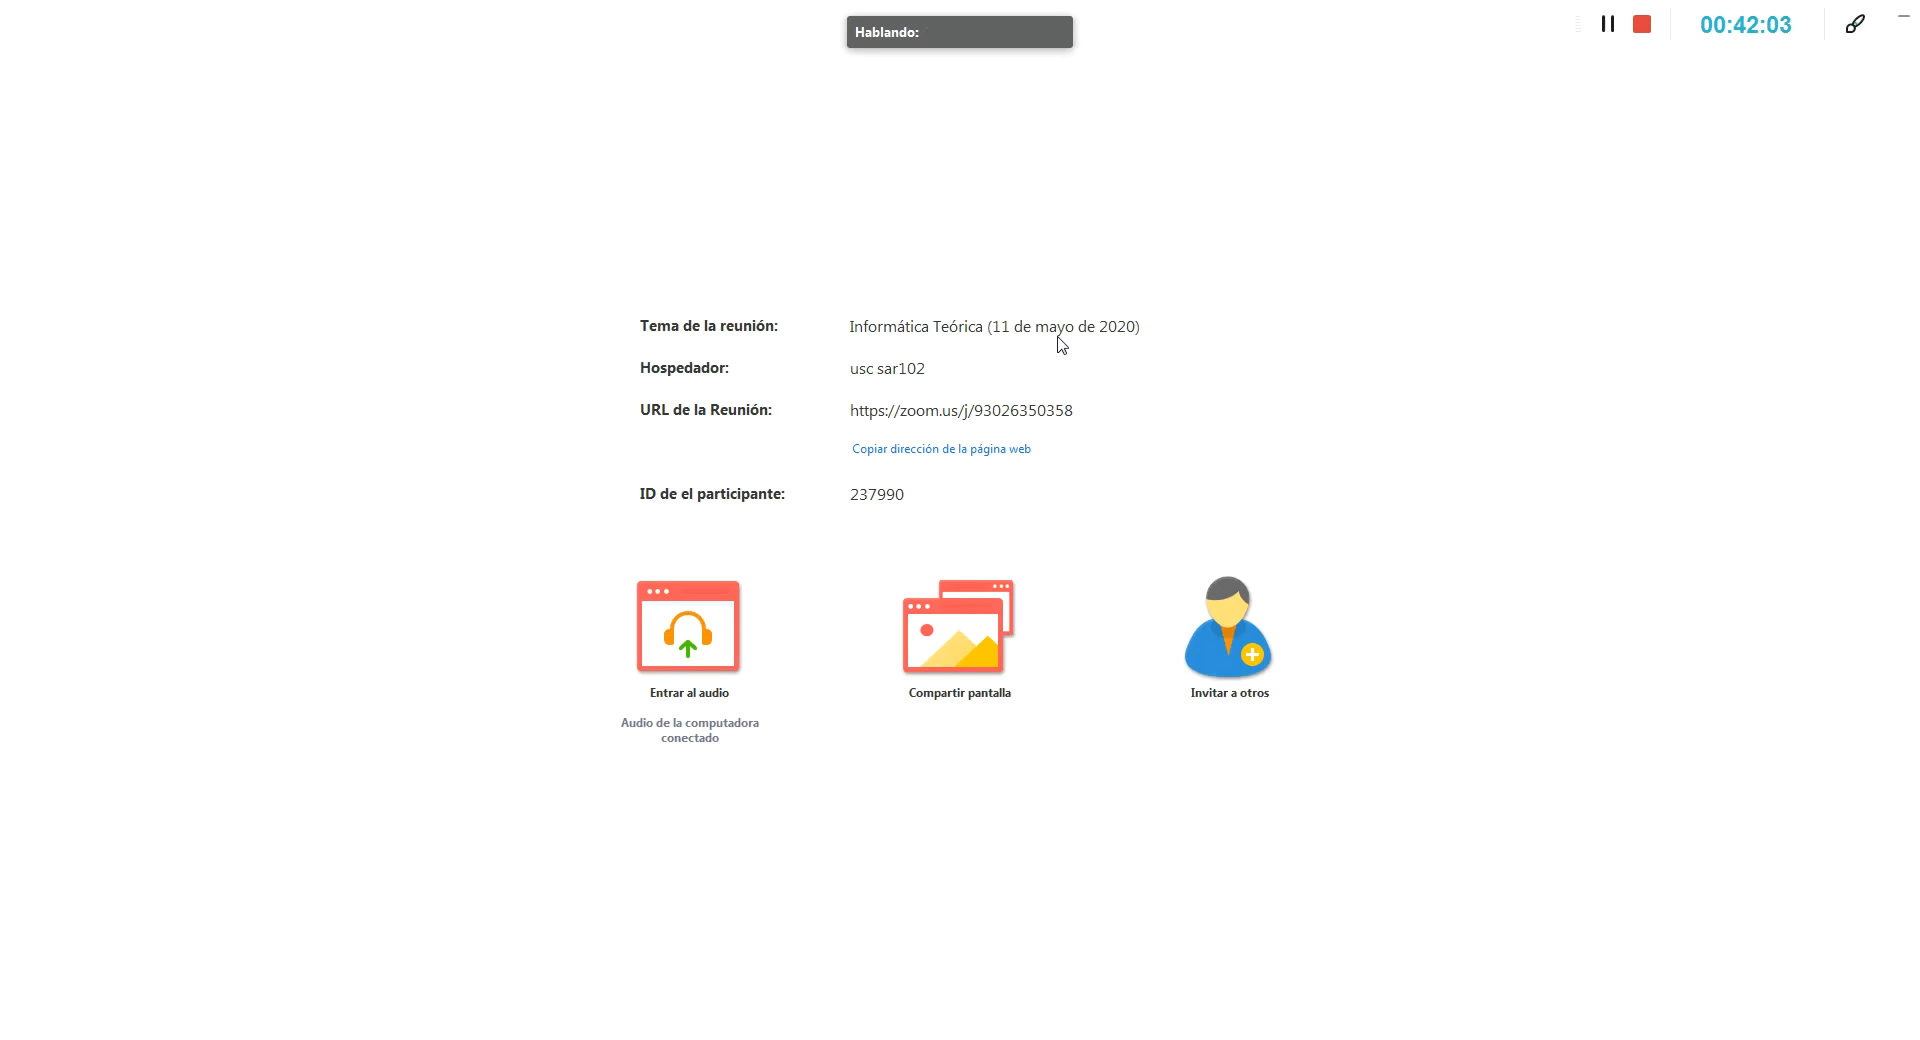 Hablando:
00:42:03
Tema de la reunión: Informática Teórica (11 de mayo de 2020)
Hospedador: usc sar102
URL de la Reunión: https://zoom.us/j/93026350358
Copiar dirección de la página web
ID de el participante: 237990
Entrar al audio
Compartir pantalla
Invitar a otros
Audio de la computadora
conectado